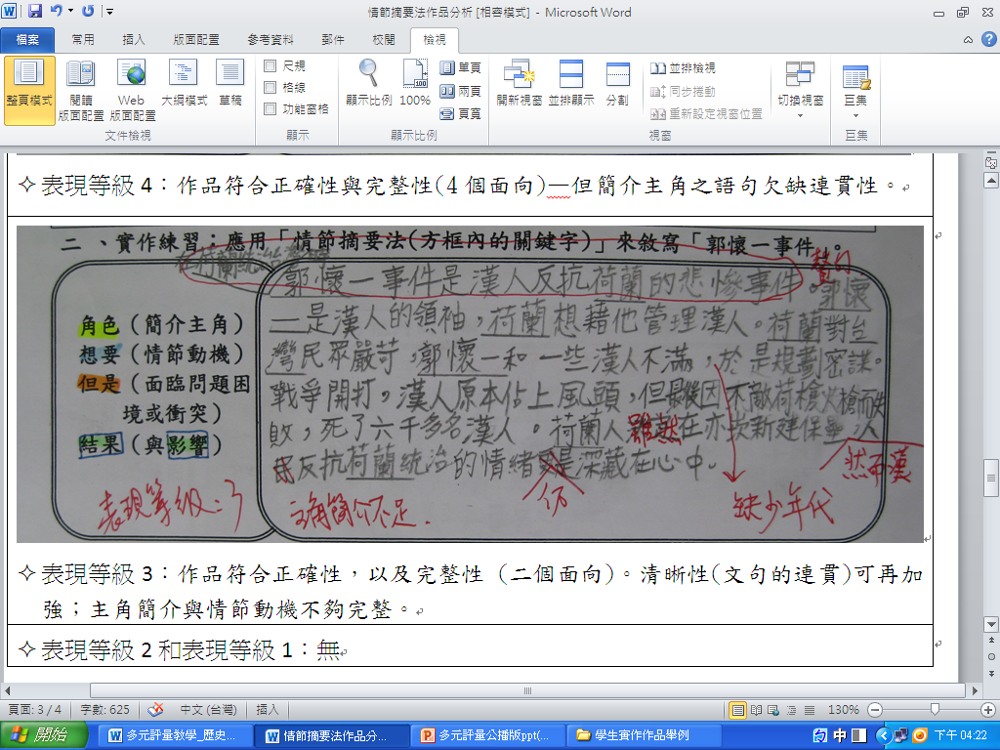 情節摘要法作品分析 [相容模式] - Microsoft Word
檔案 常用 插入 版面配置 參考資料 郵件 校閱 檢視
整頁模式 閱讀版面配置 Web版面配置 大綱模式 草稿
尺規
格線
功能窗格
顯示比例 100% 單頁 兩頁 頁寬
開新視窗 並排顯示 分割
並排檢視
同步捲動
重新設定視窗位置
切換視窗 巨集
文件檢視 顯示 顯示比例 視窗 巨集
✧表現等級 4：作品符合正確性與完整性(4 個面向)—但簡介主角之語句欠缺連貫性。
二、實作練習：應用「情節摘要法(方框內的關鍵字)」來敘寫「郭懷一事件」。
在荷蘭統治台灣時
替的
郭懷一事件是漢人反抗荷蘭的悲慘事件。郭懷
一是漢人的領袖，荷蘭想藉他管理漢人。荷蘭對台
灣民眾嚴苛，郭懷一和一些漢人不滿，於是規劃密謀。
戰爭開打，漢人原本佔上風頭，但最後因不敵荷槍火槍而失
敗，死了六千多名漢人。荷蘭人雖然在赤崁新建保壘，人
民反抗荷蘭統治的情緒是深藏在心中。
角色（簡介主角）
想要（情節動機）
但是（面臨問題困
境或衝突）
結果（與影響）
表現等級：3
主角簡介不足.
仍
缺少年代
然而漢
✧表現等級 3：作品符合正確性，以及完整性 (二個面向)。清晰性(文句的連貫)可再加
強；主角簡介與情節動機不夠完整。
✧表現等級 2 和表現等級 1：無
頁面: 3 / 4 字數: 625 中文 (台灣) 插入 130%
開始 多元評量教學_歷史... 情節摘要法作品分... 多元評量公播版ppt(... 學生實作作品舉例 中 下午 04:22